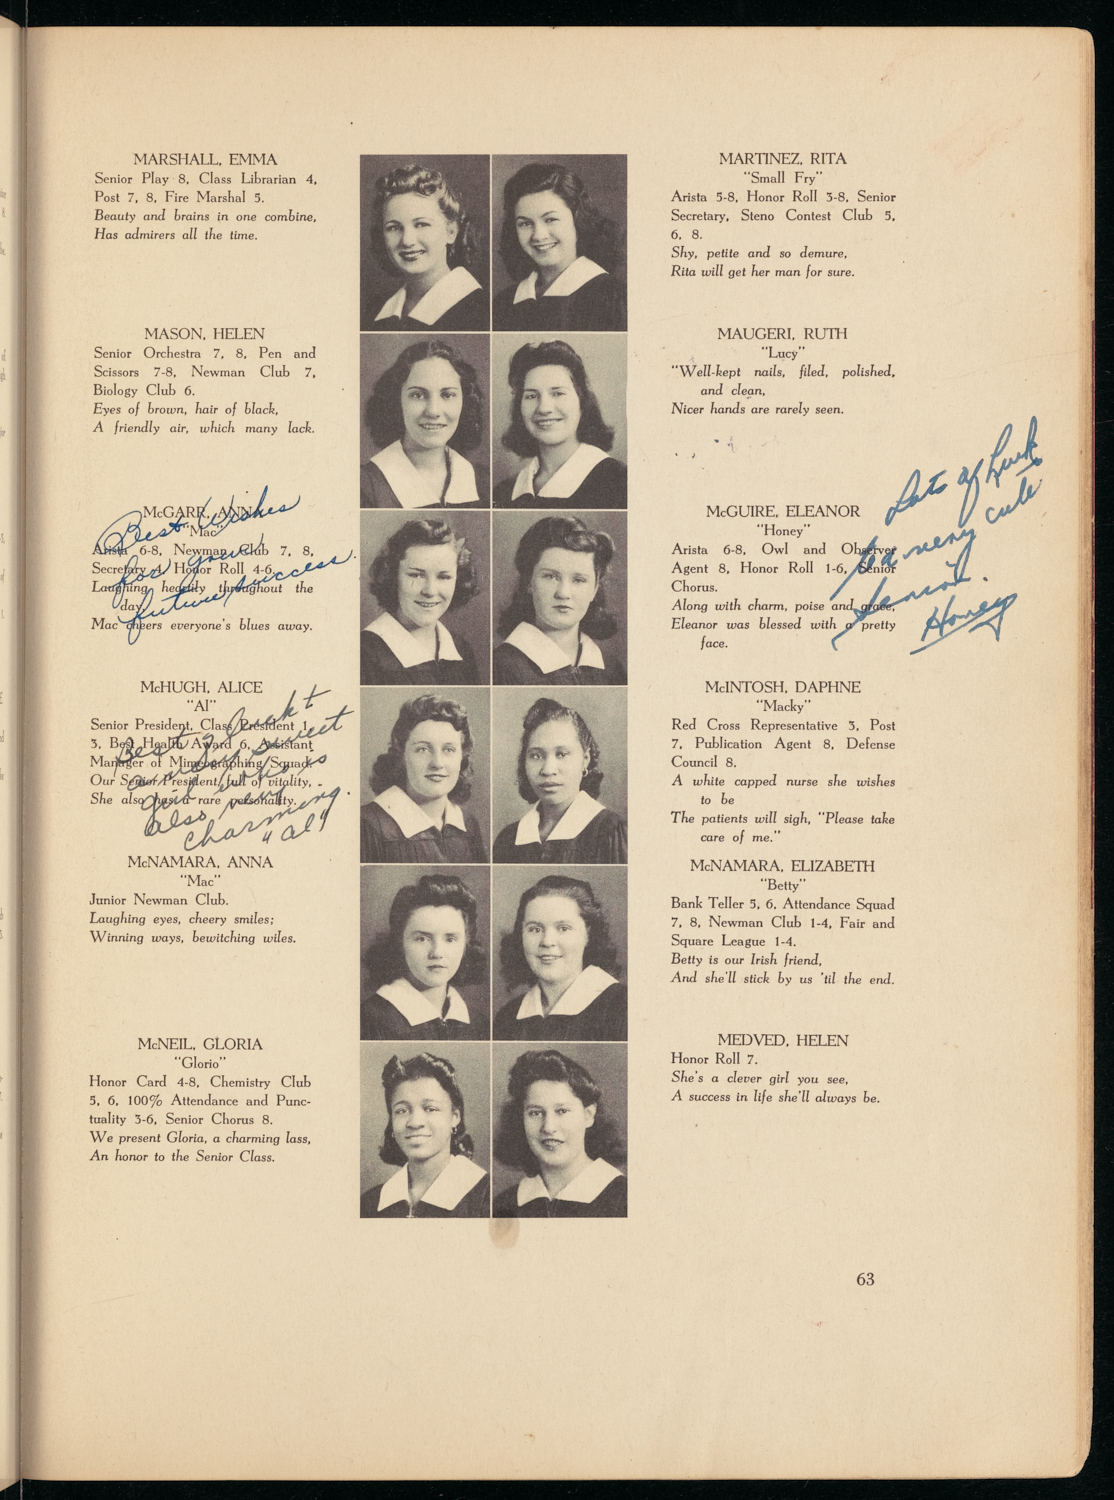 MARSHALL, EMMA
Senior Play 8, Class Librarian 4,
Post 7, 8, Fire Marshal 5.
Beauty and brains in one combine,
Has admirers all the time.
MASON, HELEN
Senior Orchestra 7, 8, Pen and
Scissors 7-8, Newman Club 7,
Biology Club 6.
Eyes of brown, hair of black,
A friendly air, which many lack.
McGARR, ANNA
"Mac"
Arista 6-8, Newman Club 7, 8,
Secretary 4, Honor Roll 4-6.
Laughing heartily throughout the
day,
Mac cheers everyone's blues away.
Best Wishes
for your
future success.
McHUGH, ALICE
"Al"
Senior President, Class President 1,
3, Best Health Award 6, Assistant
Manager of Mimeographing Squad.
Our Senior President, full of vitality,
She also has a rare personality.
Best of luck t
a very sweet
girl who is
also very
charming.
"Al"
McNAMARA, ANNA
"Mac"
Junior Newman Club.
Laughing eyes, cheery smiles;
Winning ways, bewitching wiles.
McNEIL, GLORIA
"Glorio"
Honor Card 4-8, Chemistry Club
5, 6, 100% Attendance and Punc-
tuality 3-6, Senior Chorus 8.
We present Gloria, a charming lass,
An honor to the Senior Class.
MARTINEZ, RITA
"Small Fry"
Arista 5-8, Honor Roll 3-8, Senior
Secretary, Steno Contest Club 5,
6, 8.
Shy, petite and so demure,
Rita will get her man for sure.
MAUGERI, RUTH
"Lucy"
"Well-kept nails, filed, polished,
and clean,
Nicer hands are rarely seen.
McGUIRE, ELEANOR
"Honey"
Arista 6-8, Owl and Observer
Agent 8, Honor Roll 1-6, Senior
Chorus.
Along with charm, poise and grace,
Eleanor was blessed with a pretty
face.
Lots of Luck
to a very cute
Senior.
Honey
McINTOSH, DAPHNE
"Macky"
Red Cross Representative 3, Post
7, Publication Agent 8, Defense
Council 8.
A white capped nurse she wishes
to be
The patients will sigh, "Please take
care of me."
McNAMARA, ELIZABETH
"Betty"
Bank Teller 5, 6, Attendance Squad
7, 8, Newman Club 1-4, Fair and
Square League 1-4.
Betty is our Irish friend,
And she'll stick by us 'til the end.
MEDVED, HELEN
Honor Roll 7.
She's a clever girl you see,
A success in life she'll always be.
63